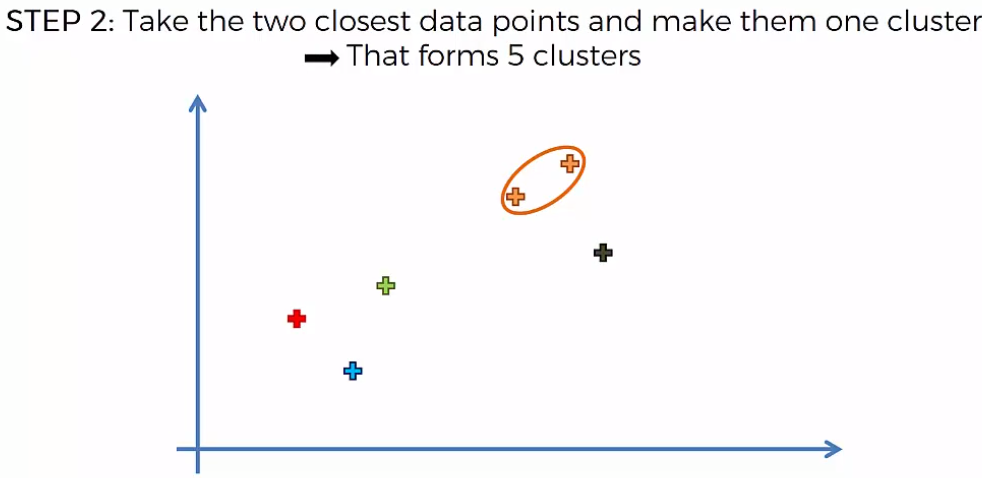 STEP 2: Take the two closest data points and make them one cluster
➡ That forms 5 clusters